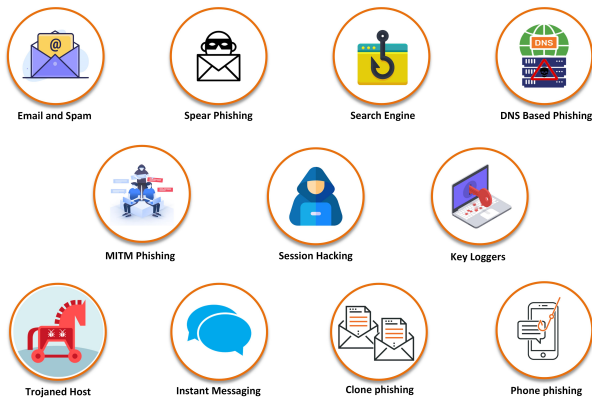 @
DNS
Email and Spam
Spear Phishing
Search Engine
DNS Based Phishing
MITM Phishing
Session Hacking
Key Loggers
Trojaned Host
Instant Messaging
Clone phishing
Phone phishing